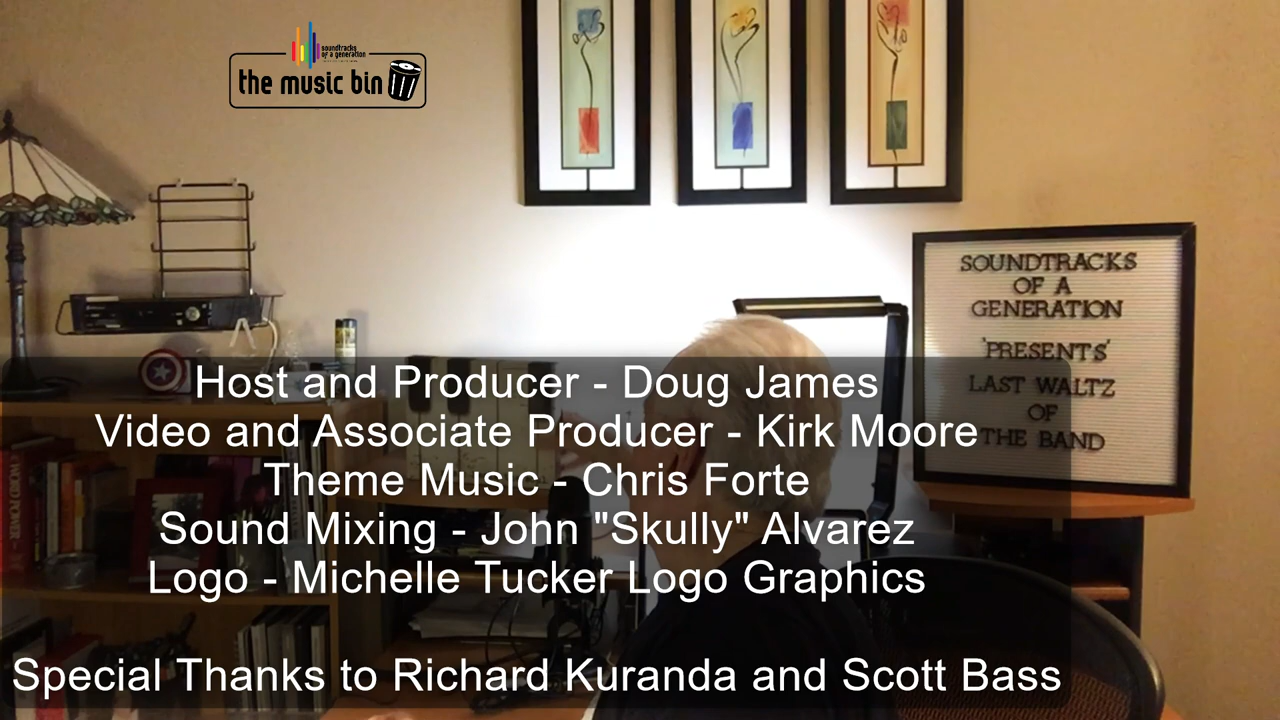 soundtracks
of a generation
the music bin
SOUNDTRACKS
OF A
GENERATION
'PRESENTS'
LAST WALTZ
OF
THE BAND
Host and Producer - Doug James
Video and Associate Producer - Kirk Moore
Theme Music - Chris Forte
Sound Mixing - John "Skully" Alvarez
Logo - Michelle Tucker Logo Graphics
Special Thanks to Richard Kuranda and Scott Bass